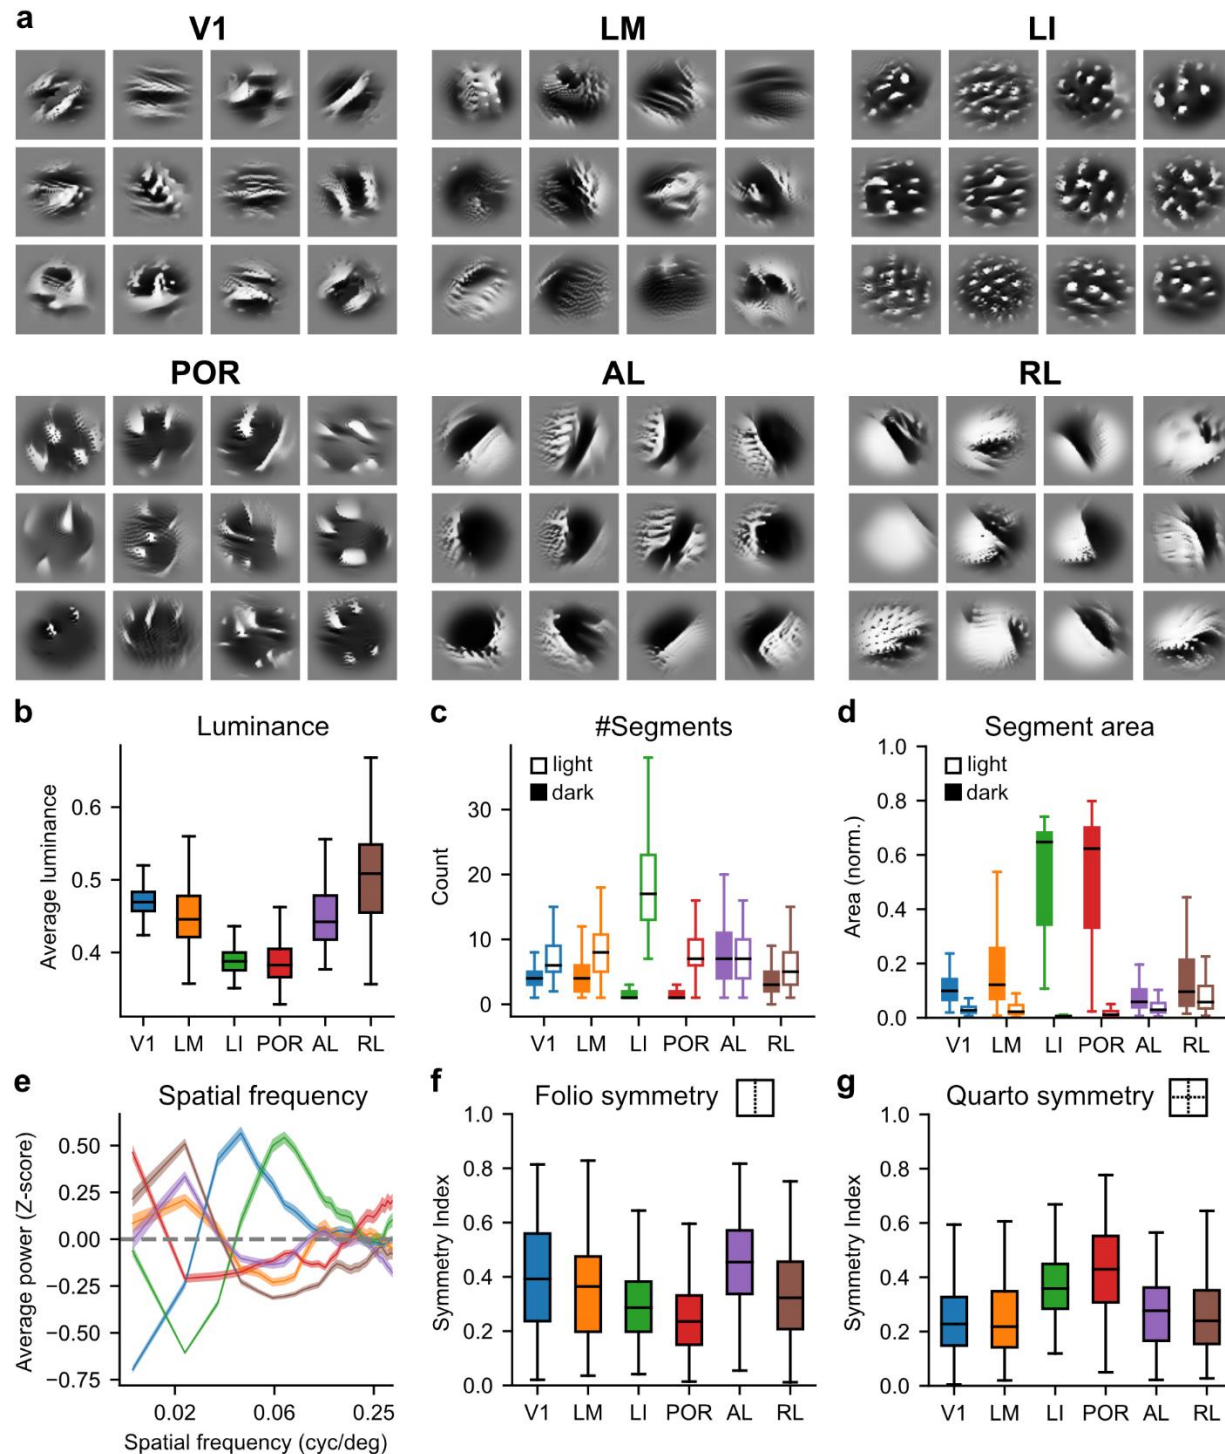 a
V1 LM LI
POR AL RL
b Luminance
Average luminance
0.6
0.5
0.4
V1 LM LI POR AL RL
c #Segments
light
dark
Count
30
20
10
0
V1 LM LI POR AL RL
d Segment area
light
dark
Area (norm.)
1.0
0.8
0.6
0.4
0.2
0.0
V1 LM LI POR AL RL
e Spatial frequency
Average power (Z-score)
0.50
0.25
0.00
−0.25
−0.50
−0.75
0.02 0.06 0.25
Spatial frequency (cyc/deg)
f Folio symmetry
Symmetry Index
1.0
0.8
0.6
0.4
0.2
0.0
V1 LM LI POR AL RL
g Quarto symmetry
Symmetry Index
1.0
0.8
0.6
0.4
0.2
0.0
V1 LM LI POR AL RL